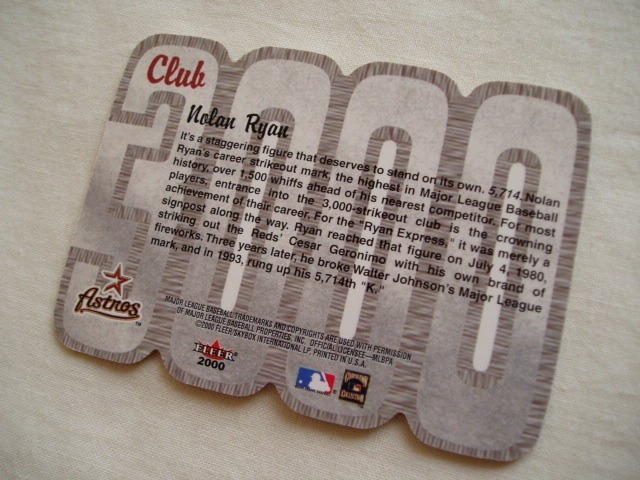 Club
3000
Nolan Ryan
It's a staggering figure that deserves to stand on its own. 5,714. Nolan
Ryan's career strikeout mark, the highest in Major League Baseball
history, over 1,500 whiffs ahead of his nearest competitor. For most
players, entrance into the 3,000-strikeout club is the crowning
achievement of their career. For the "Ryan Express," it was merely a
signpost along the way. Ryan reached that figure on July 4, 1980,
striking out the Reds' Cesar Geronimo with his own brand of
fireworks. Three years later, he broke Walter Johnson's Major League
mark, and in 1993, rung up his 5,714th "K."
Astros
TM
MAJOR LEAGUE BASEBALL TRADEMARKS AND COPYRIGHTS ARE USED WITH PERMISSION
OF MAJOR LEAGUE BASEBALL PROPERTIES, INC. OFFICIAL LICENSEE—MLBPA
©2000 FLEER/SKYBOX INTERNATIONAL LP. PRINTED IN U.S.A.
FLEER
2000